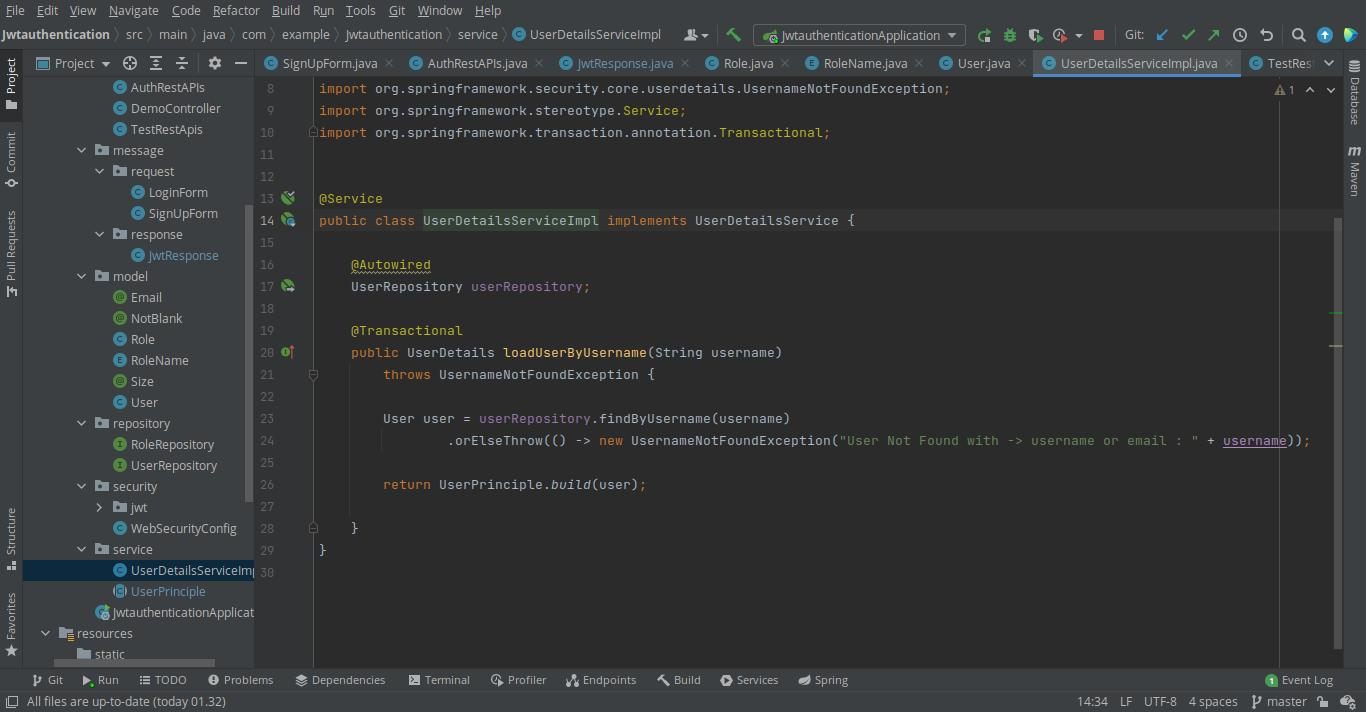 File Edit View Navigate Code Refactor Build Run Tools Git Window Help
Jwtauthentication src main java com example Jwtauthentication service UserDetailsServiceImpl JwtauthenticationApplication Git:
Project SignUpForm.java AuthRestAPIs.java JwtResponse.java Role.java RoleName.java User.java UserDetailsServiceImpl.java TestRes
Project
Commit
Pull Requests
Structure
Favorites
AuthRestAPIs
DemoController
TestRestApis
message
request
LoginForm
SignUpForm
response
JwtResponse
model
Email
NotBlank
Role
RoleName
Size
User
repository
RoleRepository
UserRepository
security
jwt
WebSecurityConfig
service
UserDetailsServiceImp
UserPrinciple
JwtauthenticationApplicat
resources
static
8 import org.springframework.security.core.userdetails.UsernameNotFoundException;
9 import org.springframework.stereotype.Service;
10 import org.springframework.transaction.annotation.Transactional;
11
12
13 @Service
14 public class UserDetailsServiceImpl implements UserDetailsService {
15
16 @Autowired
17 UserRepository userRepository;
18
19 @Transactional
20 public UserDetails loadUserByUsername(String username)
21 throws UsernameNotFoundException {
22
23 User user = userRepository.findByUsername(username)
24 .orElseThrow(() -> new UsernameNotFoundException("User Not Found with -> username or email : " + username));
25
26 return UserPrinciple.build(user);
27
28 }
29 }
30
1
Database
m Maven
Git Run TODO Problems Dependencies Terminal Profiler Endpoints Build Services Spring 1 Event Log
All files are up-to-date (today 01.32) 14:34 LF UTF-8 4 spaces master